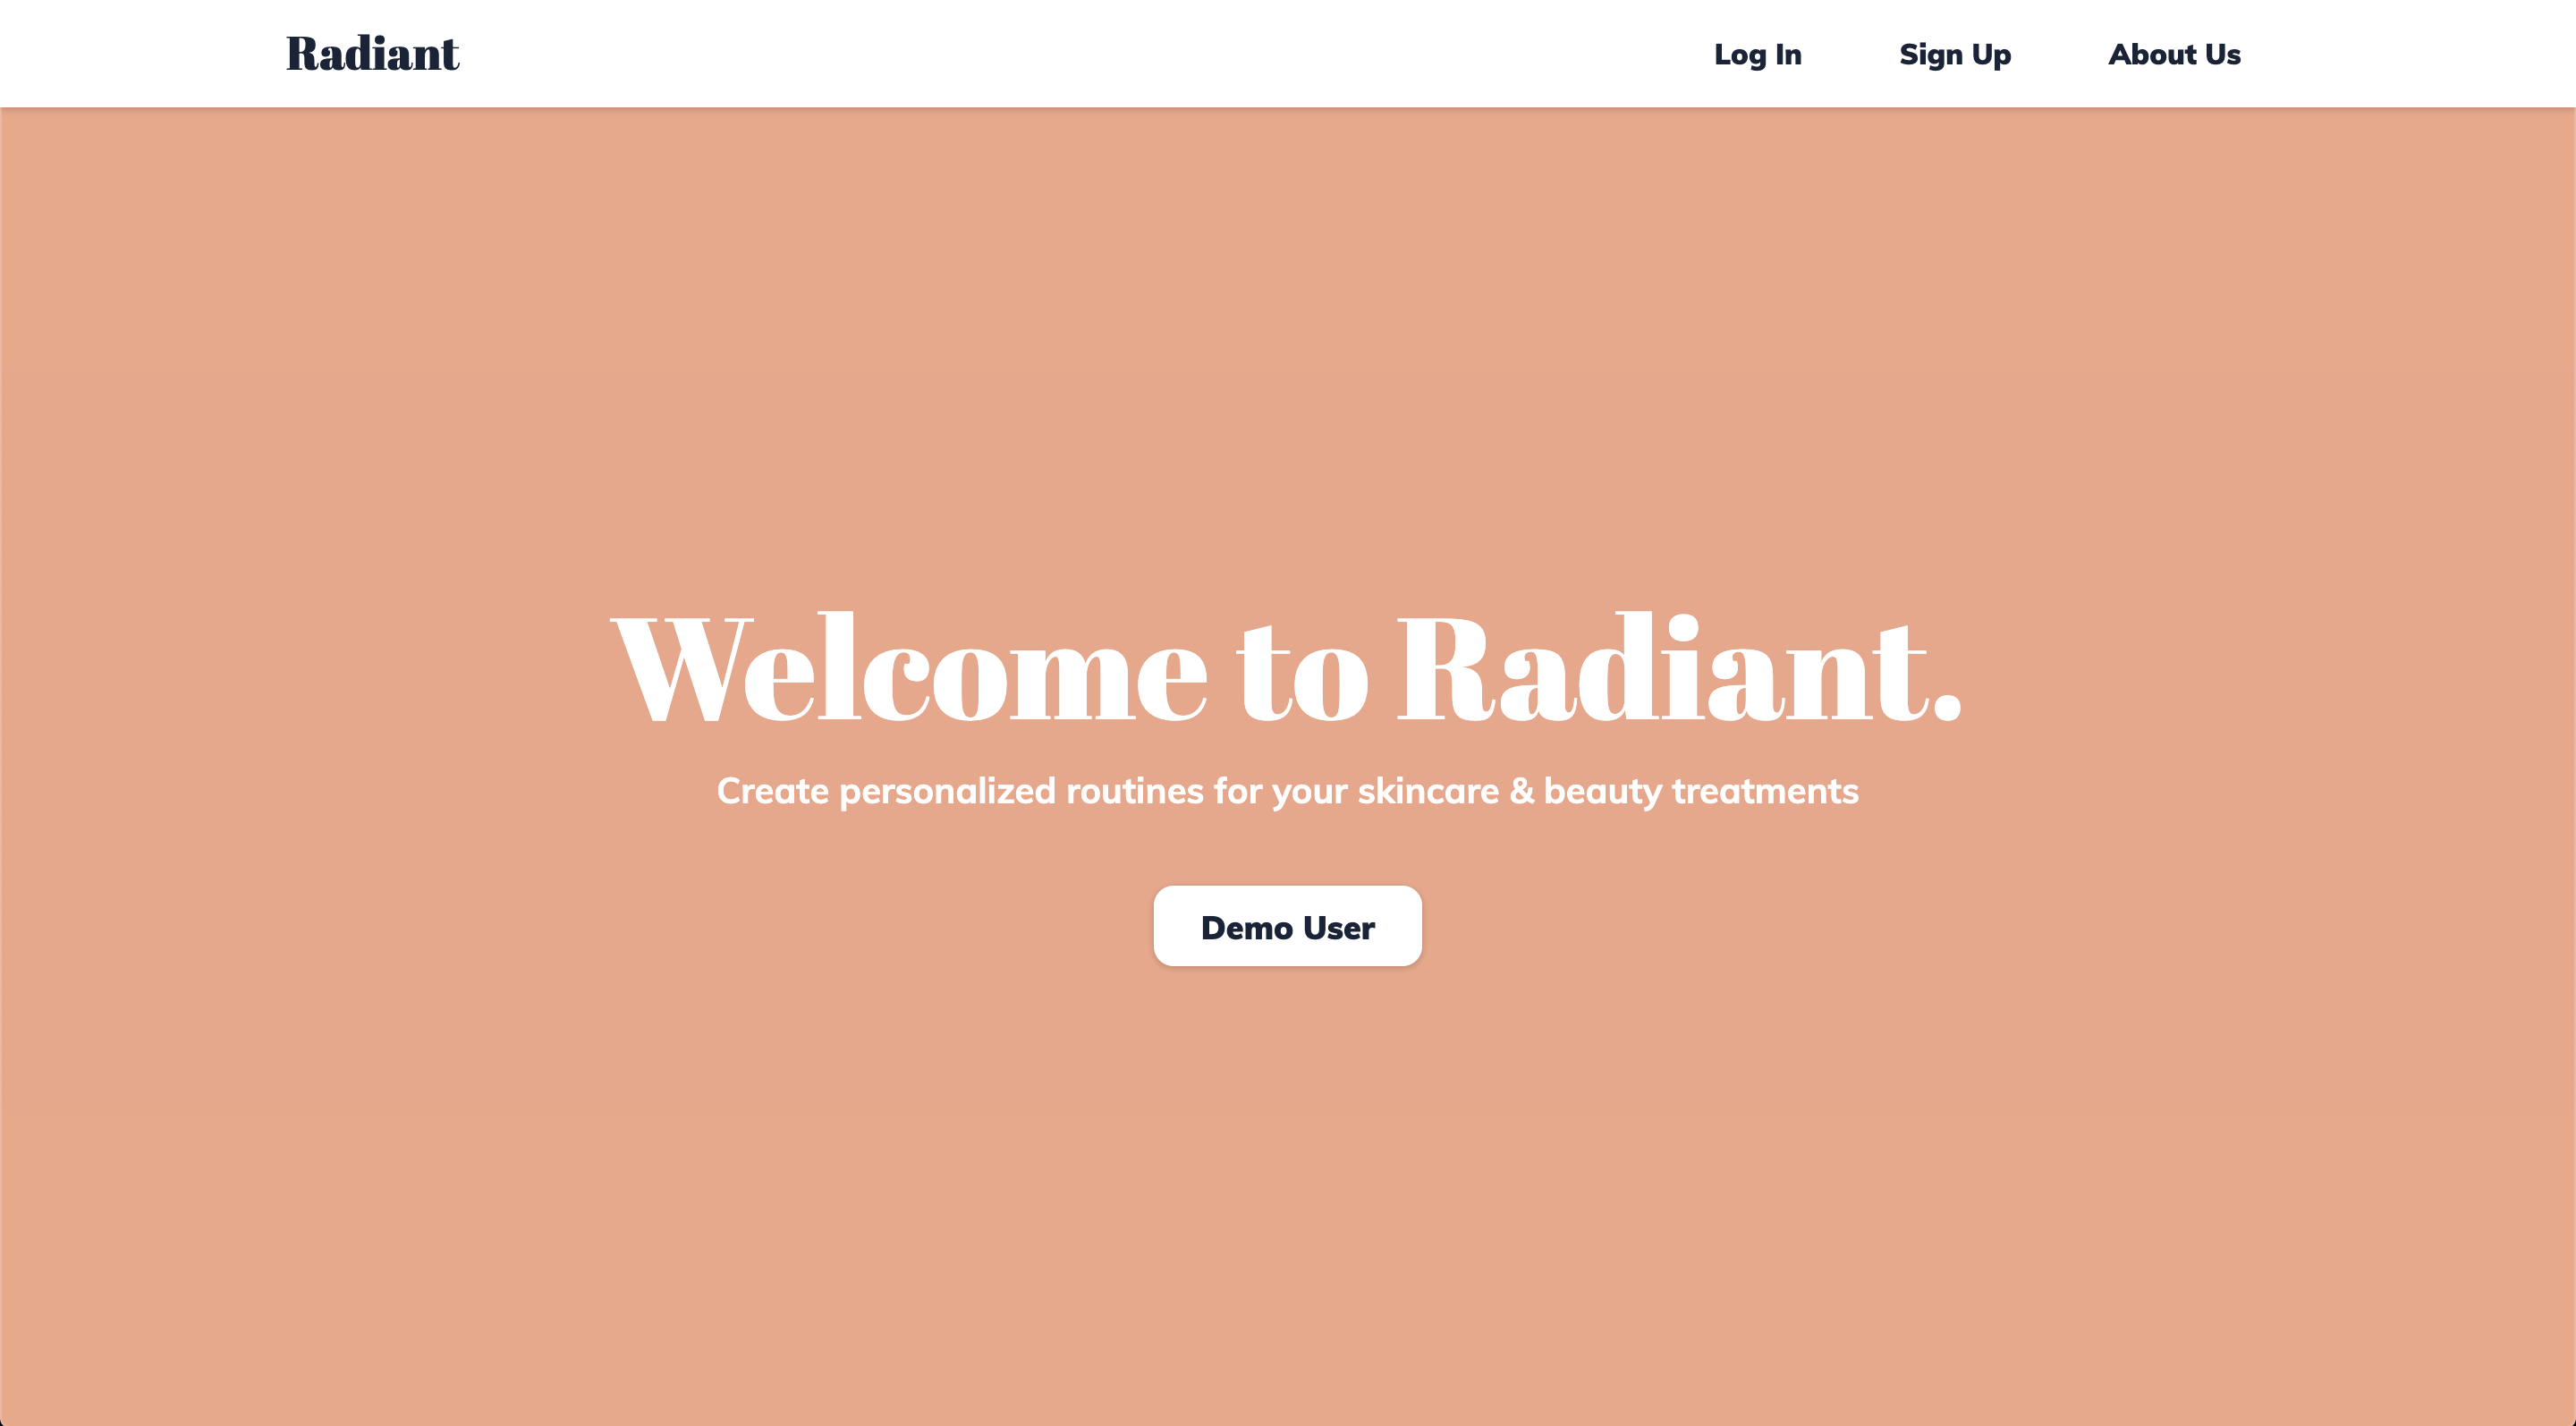 Radiant
Log In
Sign Up
About Us
Welcome to Radiant.
Create personalized routines for your skincare & beauty treatments
Demo User